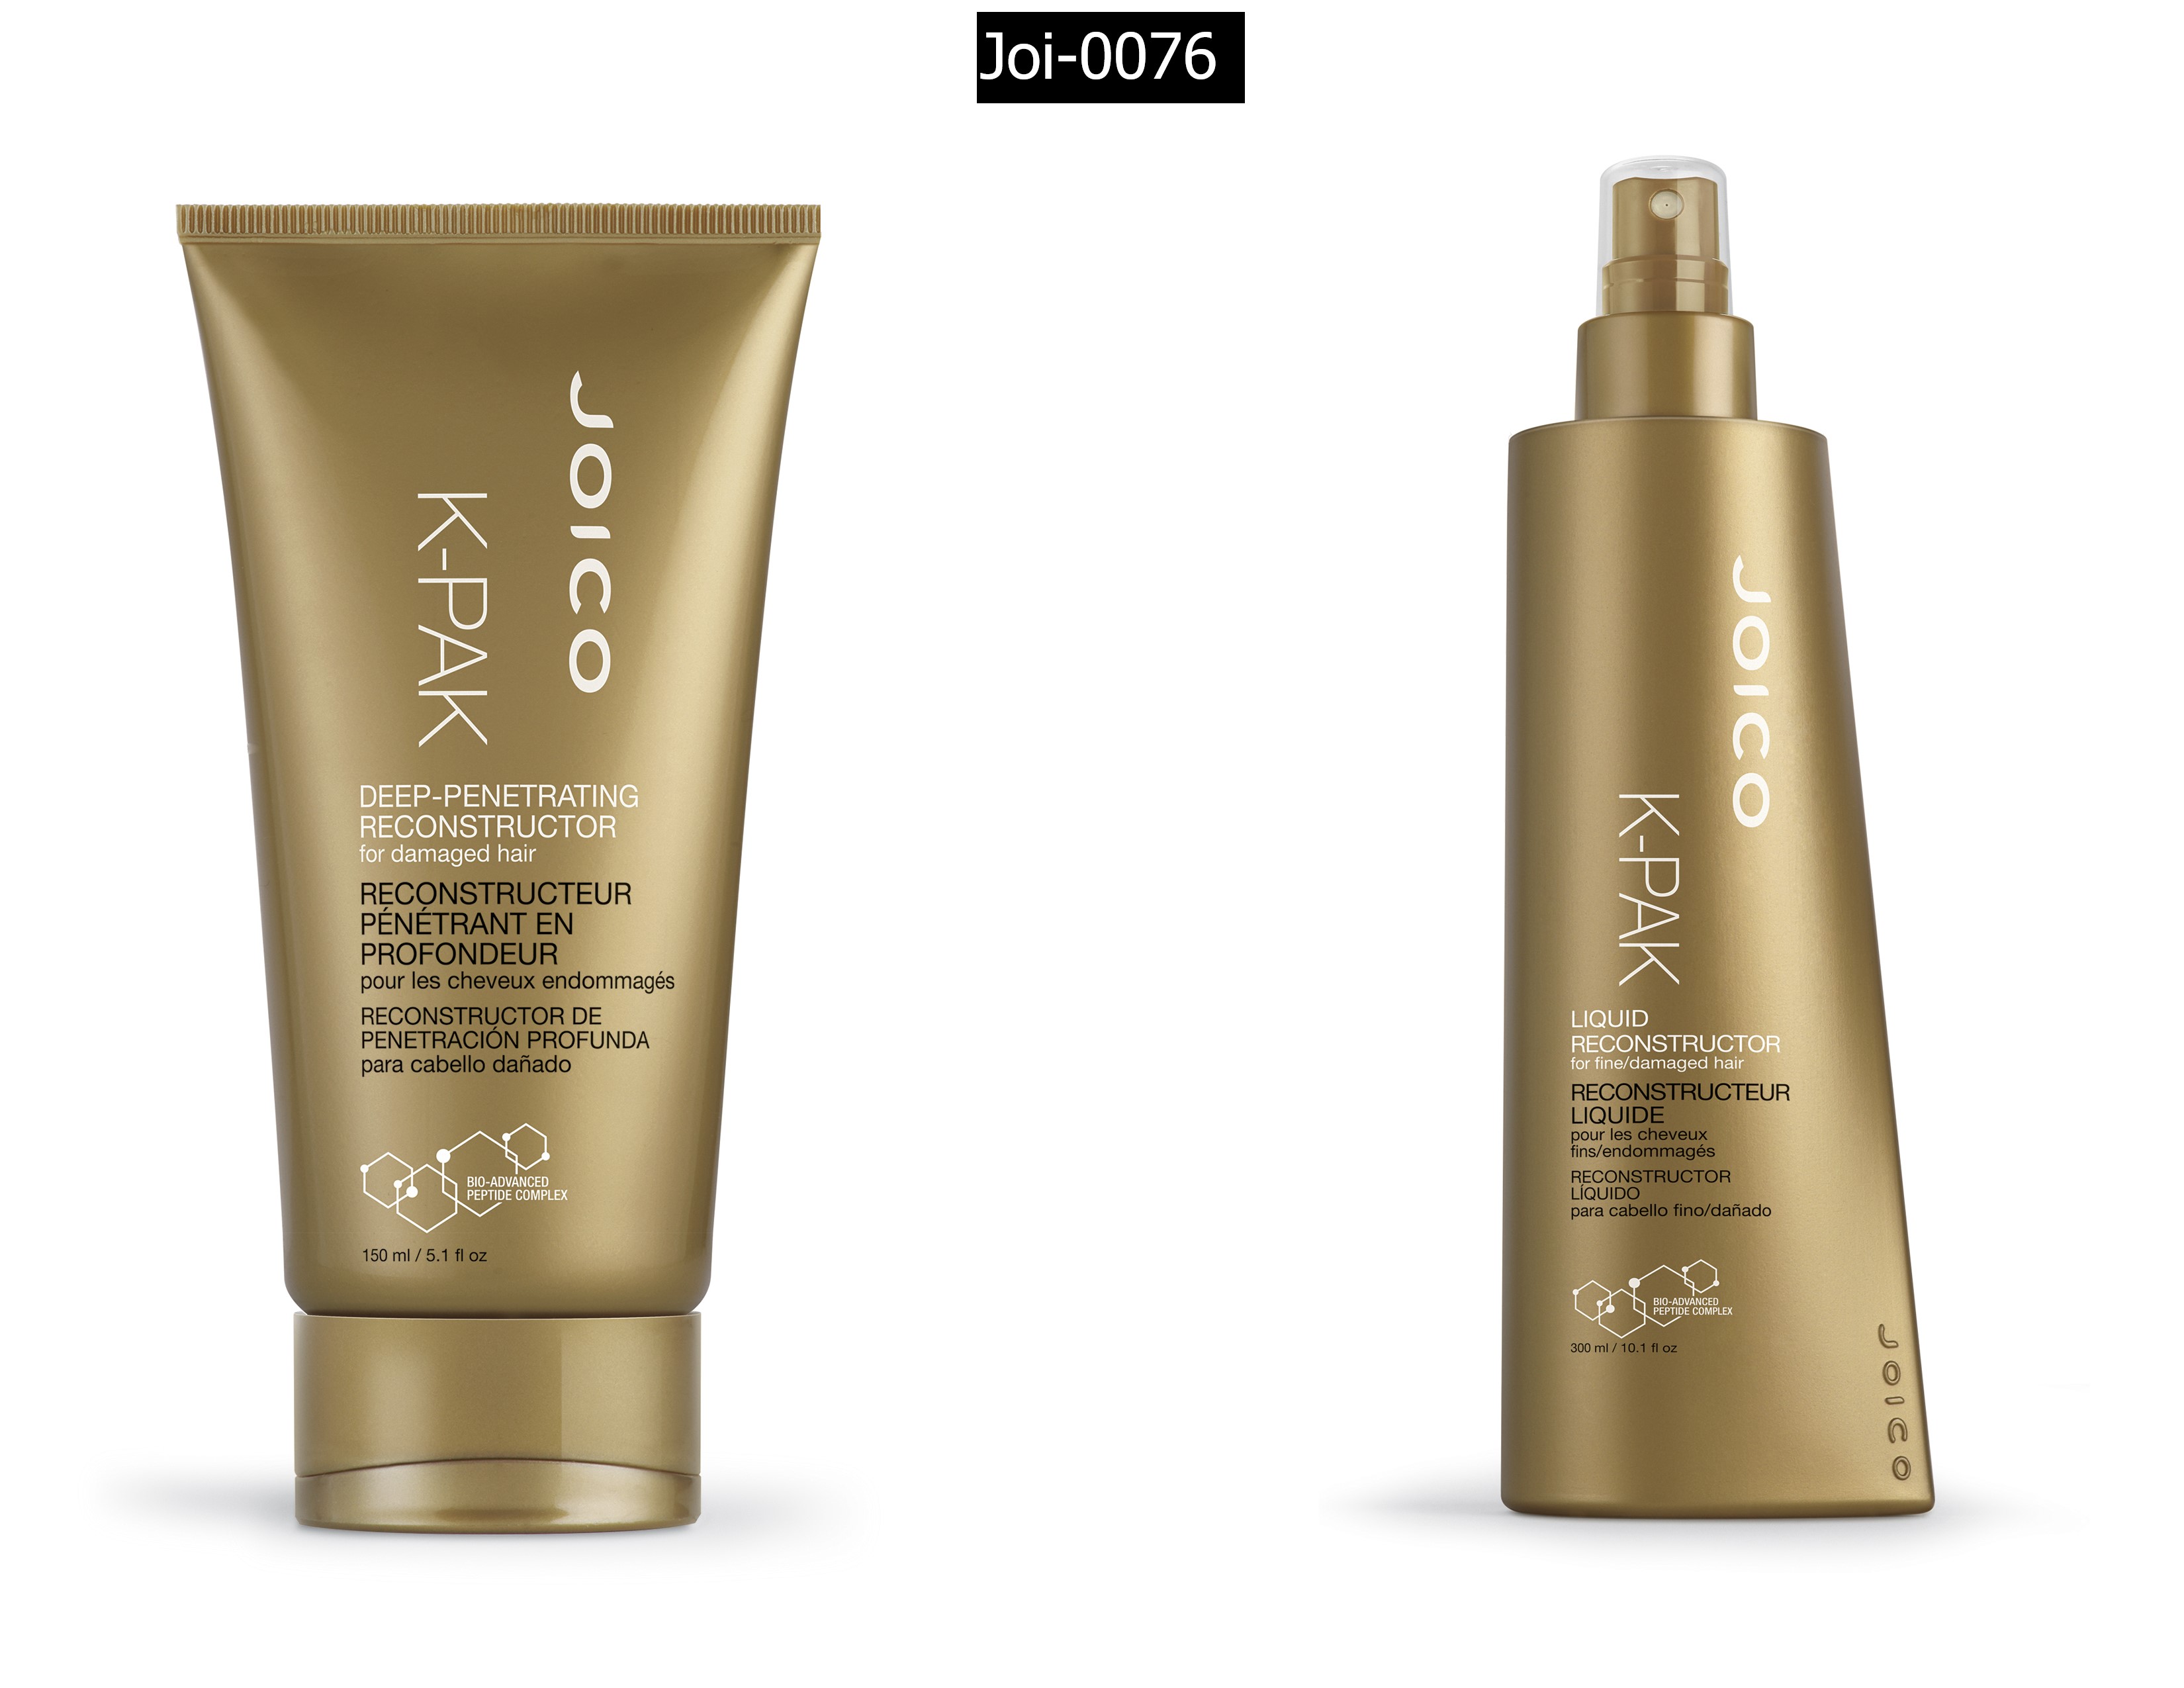 Joi-0076
JOICO
K-PAK
DEEP-PENETRATING
RECONSTRUCTOR
for damaged hair
RECONSTRUCTEUR
PÉNÉTRANT EN
PROFONDEUR
pour les cheveux endommagés
RECONSTRUCTOR DE
PENETRACIÓN PROFUNDA
para cabello dañado
BIO-ADVANCED
PEPTIDE COMPLEX
150 ml / 5.1 fl oz
JOICO
K-PAK
LIQUID
RECONSTRUCTOR
for fine/damaged hair
RECONSTRUCTEUR
LIQUIDE
pour les cheveux
fins/endommagés
RECONSTRUCTOR
LÍQUIDO
para cabello fino/dañado
BIO-ADVANCED
PEPTIDE COMPLEX
300 ml / 10.1 fl oz
JOICO